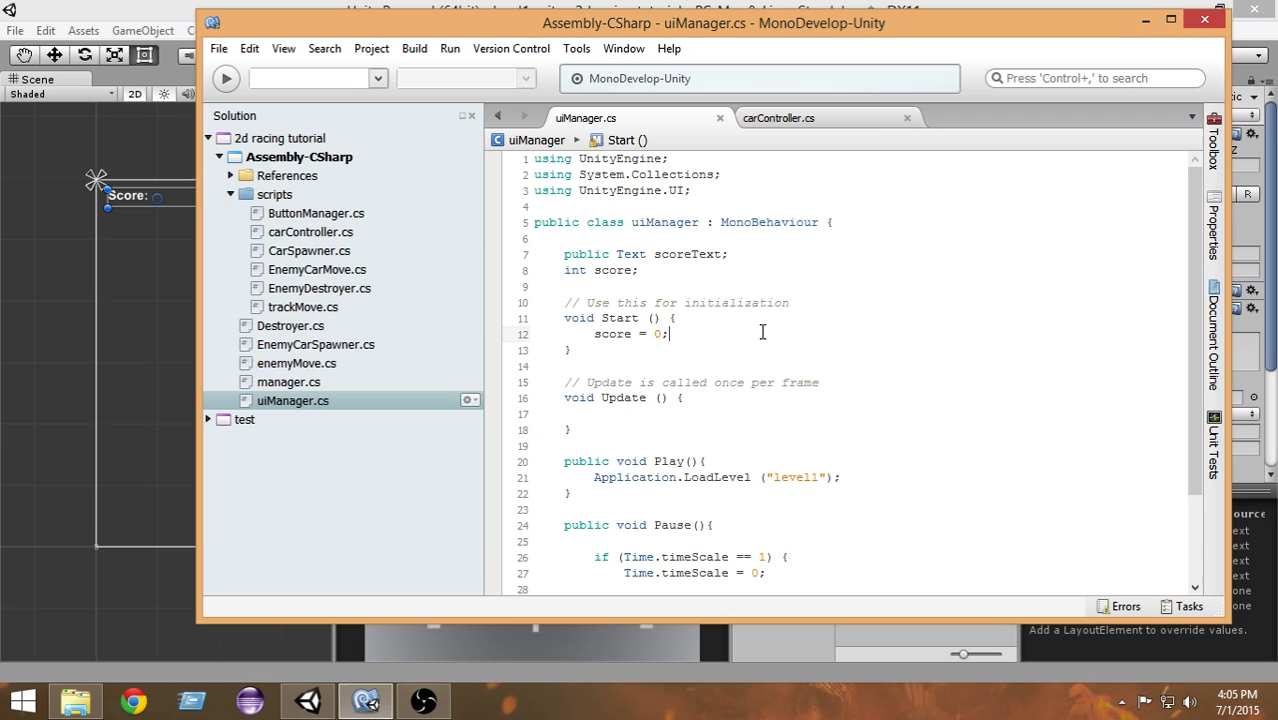 Assembly-CSharp - uiManager.cs - MonoDevelop-Unity
File Edit Assets GameObject
File Edit View Search Project Build Run Version Control Tools Window Help
MonoDevelop-Unity
Press 'Control+,' to search
Scene
Shaded
2D
Solution
2d racing tutorial
Assembly-CSharp
References
scripts
ButtonManager.cs
carController.cs
CarSpawner.cs
EnemyCarMove.cs
EnemyDestroyer.cs
trackMove.cs
Destroyer.cs
EnemyCarSpawner.cs
enemyMove.cs
manager.cs
uiManager.cs
test
Score:
uiManager.cs
carController.cs
uiManager
Start ()
1 using UnityEngine;
2 using System.Collections;
3 using UnityEngine.UI;
4
5 public class uiManager : MonoBehaviour {
6
7 public Text scoreText;
8 int score;
9
10 // Use this for initialization
11 void Start () {
12 score = 0;
13 }
14
15 // Update is called once per frame
16 void Update () {
17
18 }
19
20 public void Play(){
21 Application.LoadLevel ("level1");
22 }
23
24 public void Pause(){
25
26 if (Time.timeScale == 1) {
27 Time.timeScale = 0;
28
Toolbox
Properties
Document Outline
Unit Tests
R
Errors
Tasks
Add a LayoutElement to override values.
4:05 PM
7/1/2015